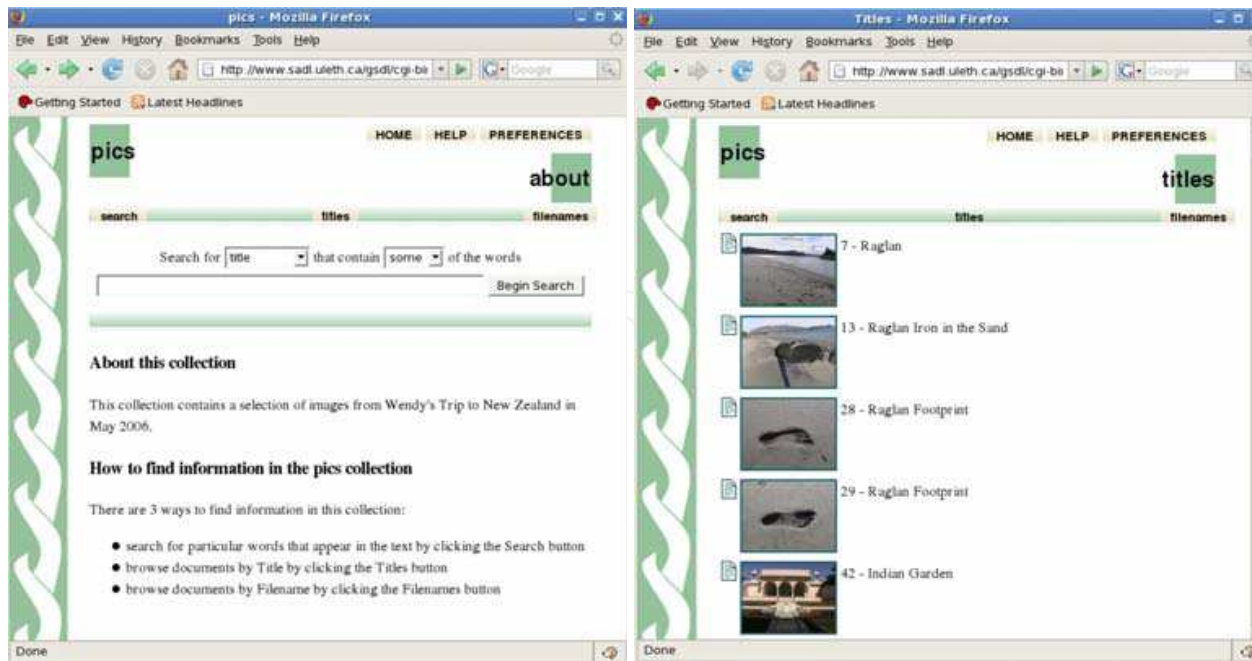 pics - Mozilla Firefox
File Edit View History Bookmarks Tools Help
http://www.sadl.uleth.ca/gsdl/cgi-bi
Google
Getting Started Latest Headlines
HOME HELP PREFERENCES
pics
about
search titles filenames
Search for title that contain some of the words
Begin Search
About this collection
This collection contains a selection of images from Wendy's Trip to New Zealand in
May 2006.
How to find information in the pics collection
There are 3 ways to find information in this collection:
search for particular words that appear in the text by clicking the Search button
browse documents by Title by clicking the Titles button
browse documents by Filename by clicking the Filenames button
Done
Titles - Mozilla Firefox
File Edit View History Bookmarks Tools Help
http://www.sadl.uleth.ca/gsdl/cgi-bi
Google
Getting Started Latest Headlines
HOME HELP PREFERENCES
pics
titles
search titles filenames
7 - Raglan
13 - Raglan Iron in the Sand
28 - Raglan Footprint
29 - Raglan Footprint
42 - Indian Garden
Done